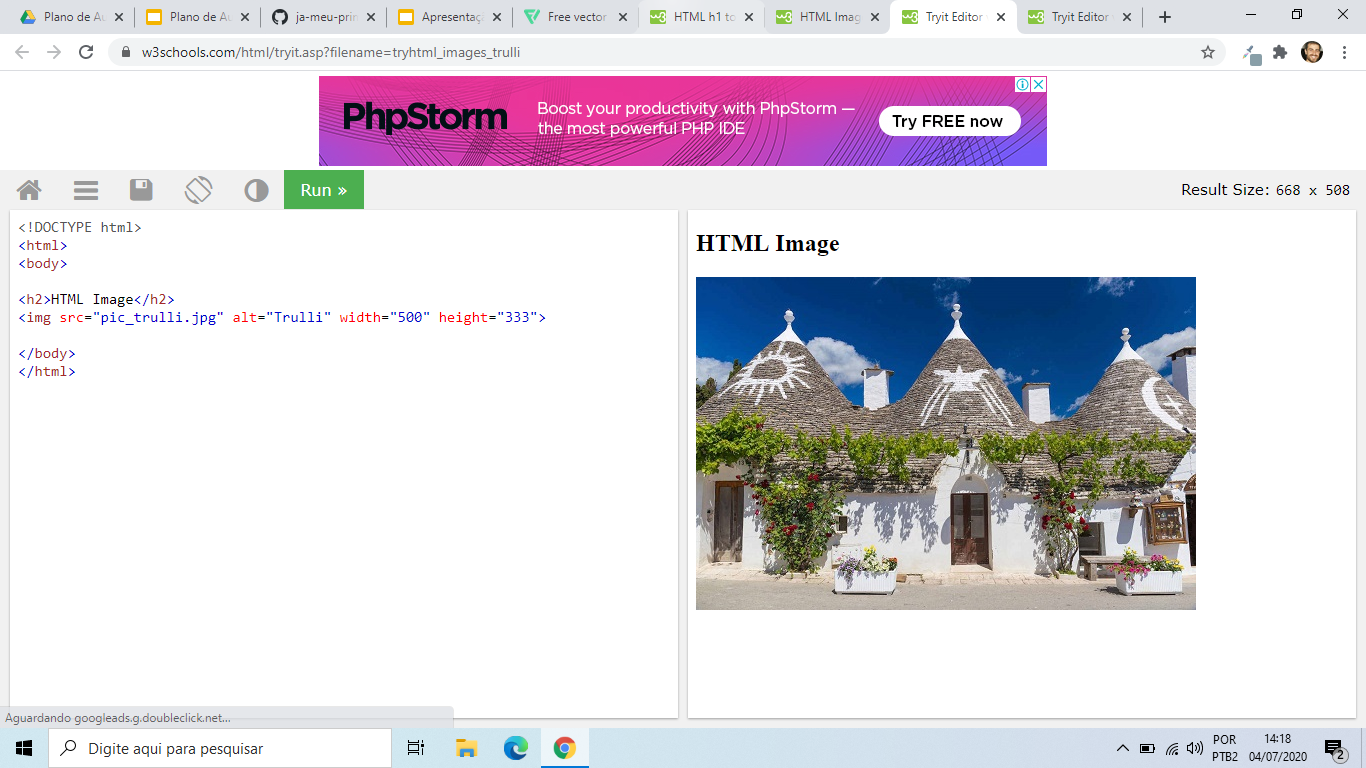 Plano de Au
Plano de Au
ja-meu-prin
Apresentaç
Free vector
HTML h1 to
HTML Imag
Tryit Editor
Tryit Editor
w3schools.com/html/tryit.asp?filename=tryhtml_images_trulli
PhpStorm
Boost your productivity with PhpStorm —
the most powerful PHP IDE
Try FREE now
Run »
Result Size: 668 x 508
<!DOCTYPE html>
<html>
<body>
<h2>HTML Image</h2>
<img src="pic_trulli.jpg" alt="Trulli" width="500" height="333">
</body>
</html>
HTML Image
Aguardando googleads.g.doubleclick.net...
Digite aqui para pesquisar
POR
PTB2
14:18
04/07/2020
2